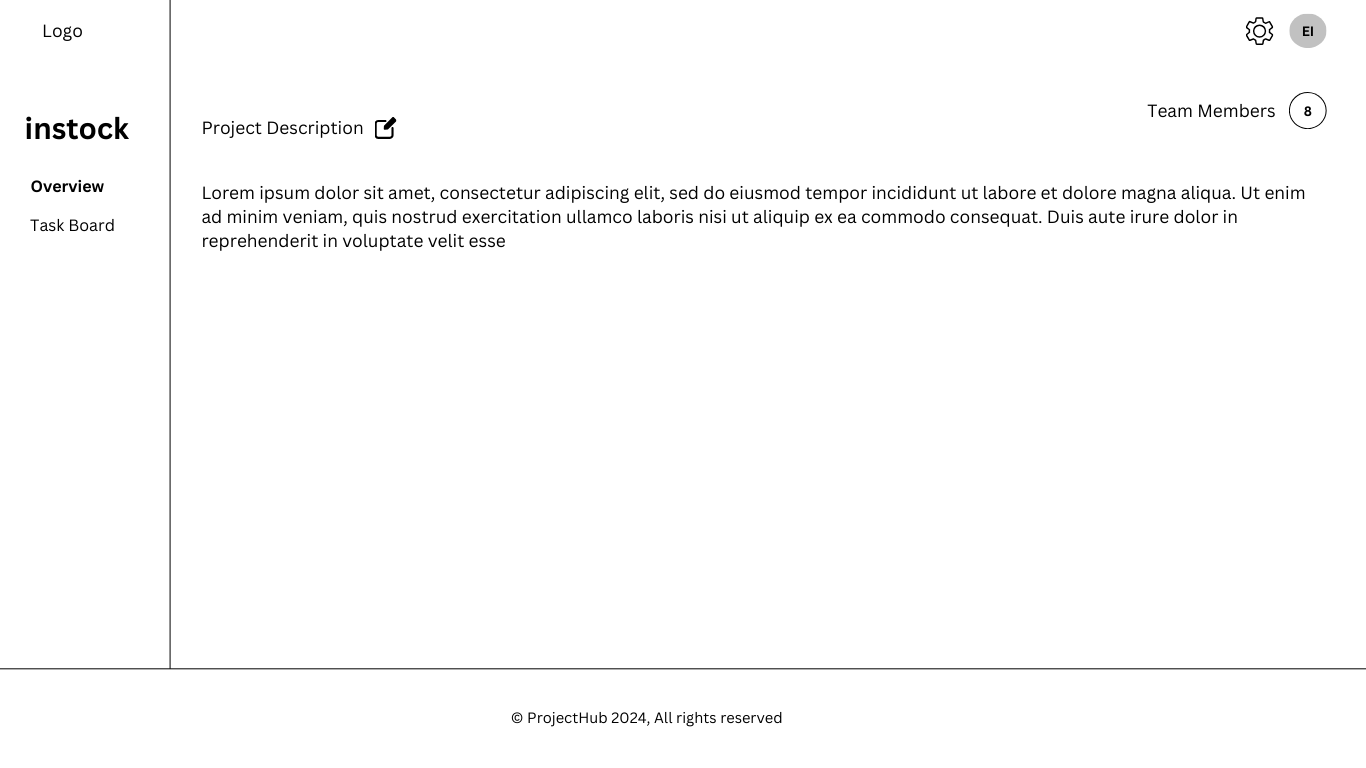 Logo
EI
instock
Overview
Task Board
Project Description
Team Members 8
Lorem ipsum dolor sit amet, consectetur adipiscing elit, sed do eiusmod tempor incididunt ut labore et dolore magna aliqua. Ut enim
ad minim veniam, quis nostrud exercitation ullamco laboris nisi ut aliquip ex ea commodo consequat. Duis aute irure dolor in
reprehenderit in voluptate velit esse
© ProjectHub 2024, All rights reserved